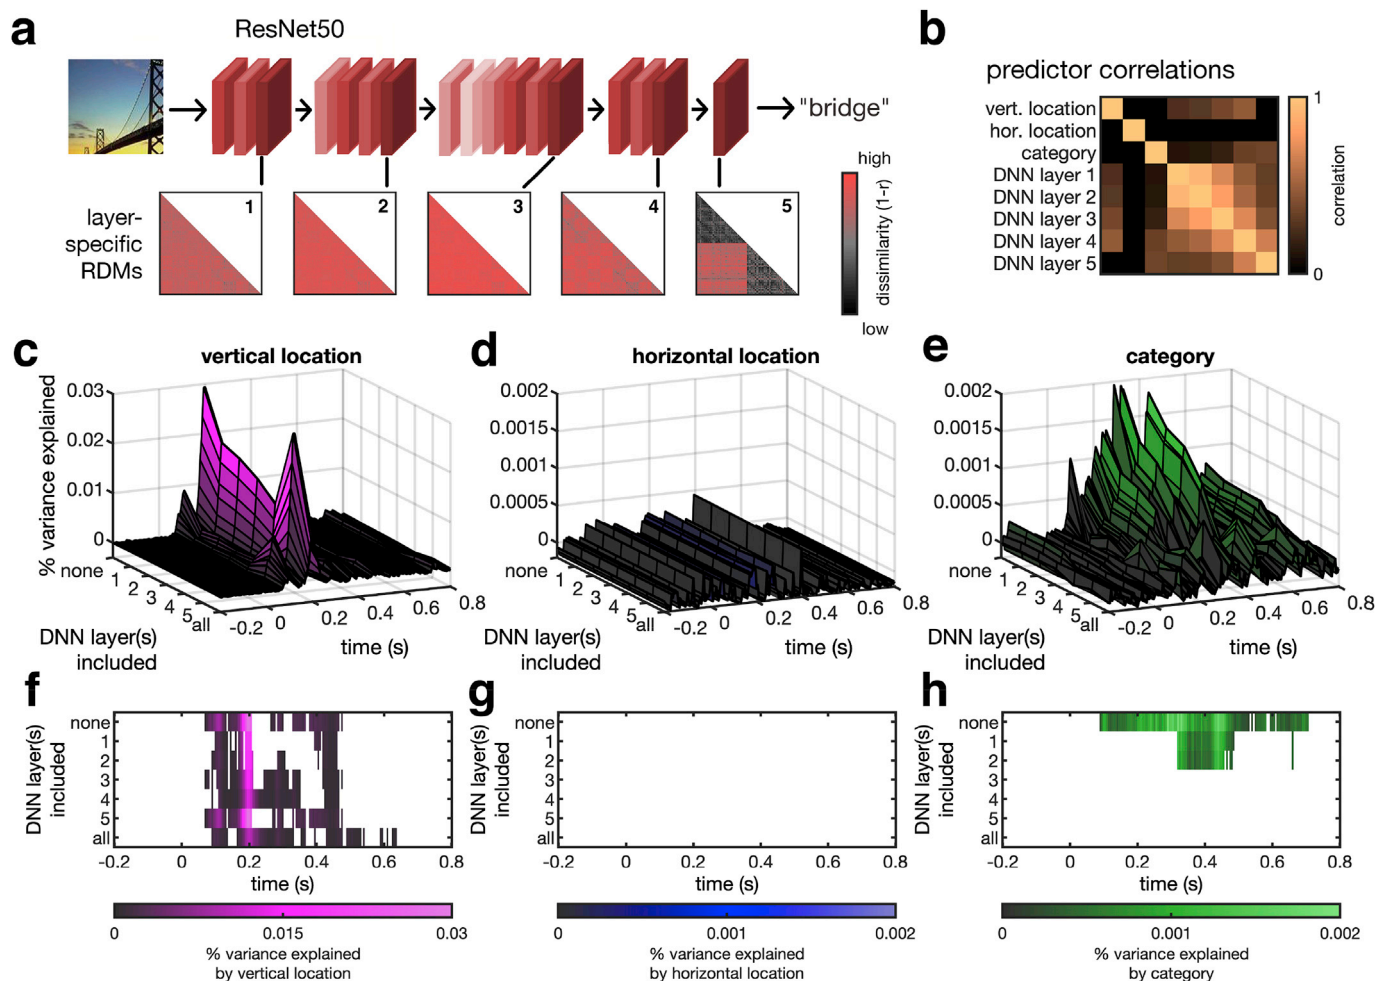 a
ResNet50
"bridge"
layer-
specific
RDMs
1
2
3
4
5
high
dissimilarity (1-r)
low
b
predictor correlations
vert. location
hor. location
category
DNN layer 1
DNN layer 2
DNN layer 3
DNN layer 4
DNN layer 5
1
correlation
0
c
vertical location
% variance explained
0.03
0.02
0.01
0
none
1
2
3
4
5
all
DNN layer(s)
included
-0.2
0
0.2
0.4
0.6
0.8
time (s)
d
horizontal location
0.002
0.0015
0.001
0.0005
0
none
1
2
3
4
5
all
DNN layer(s)
included
-0.2
0
0.2
0.4
0.6
0.8
time (s)
e
category
0.002
0.0015
0.001
0.0005
0
none
1
2
3
4
5
all
DNN layer(s)
included
-0.2
0
0.2
0.4
0.6
0.8
time (s)
f
DNN layer(s)
included
none
1
2
3
4
5
all
-0.2 0 0.2 0.4 0.6 0.8
time (s)
0 0.015 0.03
% variance explained
by vertical location
g
DNN layer(s)
included
none
1
2
3
4
5
all
-0.2 0 0.2 0.4 0.6 0.8
time (s)
0 0.001 0.002
% variance explained
by horizontal location
h
DNN layer(s)
included
none
1
2
3
4
5
all
-0.2 0 0.2 0.4 0.6 0.8
time (s)
0 0.001 0.002
% variance explained
by category